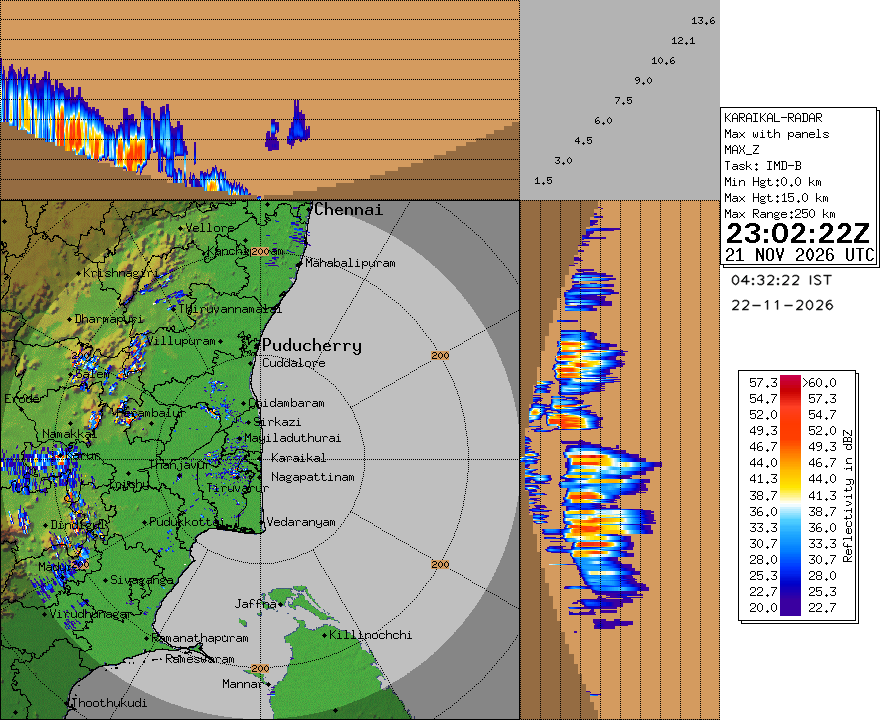 13.6
12.1
10.6
9.0
7.5
6.0
4.5
3.0
1.5
KARAIKAL-RADAR
Max with panels
MAX_Z
Task: IMD-B
Min Hgt:0.0 km
Max Hgt:15.0 km
Max Range:250 km
23:02:22Z
21 NOV 2026 UTC
04:32:22 IST
22-11-2026
Chennai
Vellore
200
Mahabalipuram
Krishnagiri
Thiruvannamalai
Dharmapuri
Villupuram
Puducherry
200
Cuddalore
Salem
Erode
Chidambaram
Perambalur
Sirkazi
Namakkal
Mayiladuthurai
Karur
Karaikal
Thanjavur
Nagapattinam
Tiruvarur
Pudukkottai
Vedaranyam
Dindigul
200
200
Sivaganga
Jaffna
Virudhunagar
Killinochchi
Ramanathapuram
Rameswaram
200
Mannar
Thoothukudi
57.3 >60.0
54.7 57.3
52.0 54.7
49.3 52.0
46.7 49.3
44.0 46.7
41.3 44.0
38.7 41.3
36.0 38.7
33.3 36.0
30.7 33.3
28.0 30.7
25.3 28.0
22.7 25.3
20.0 22.7
Reflectivity in dBZ